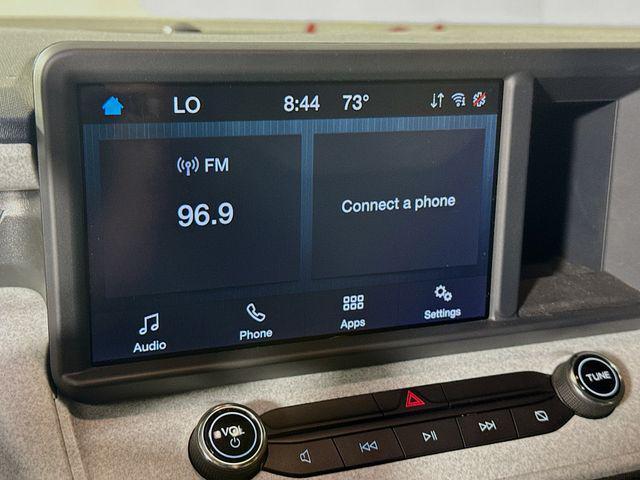 LO 8:44 73°
FM
96.9
Connect a phone
Audio Phone Apps Settings
VOL
TUNE